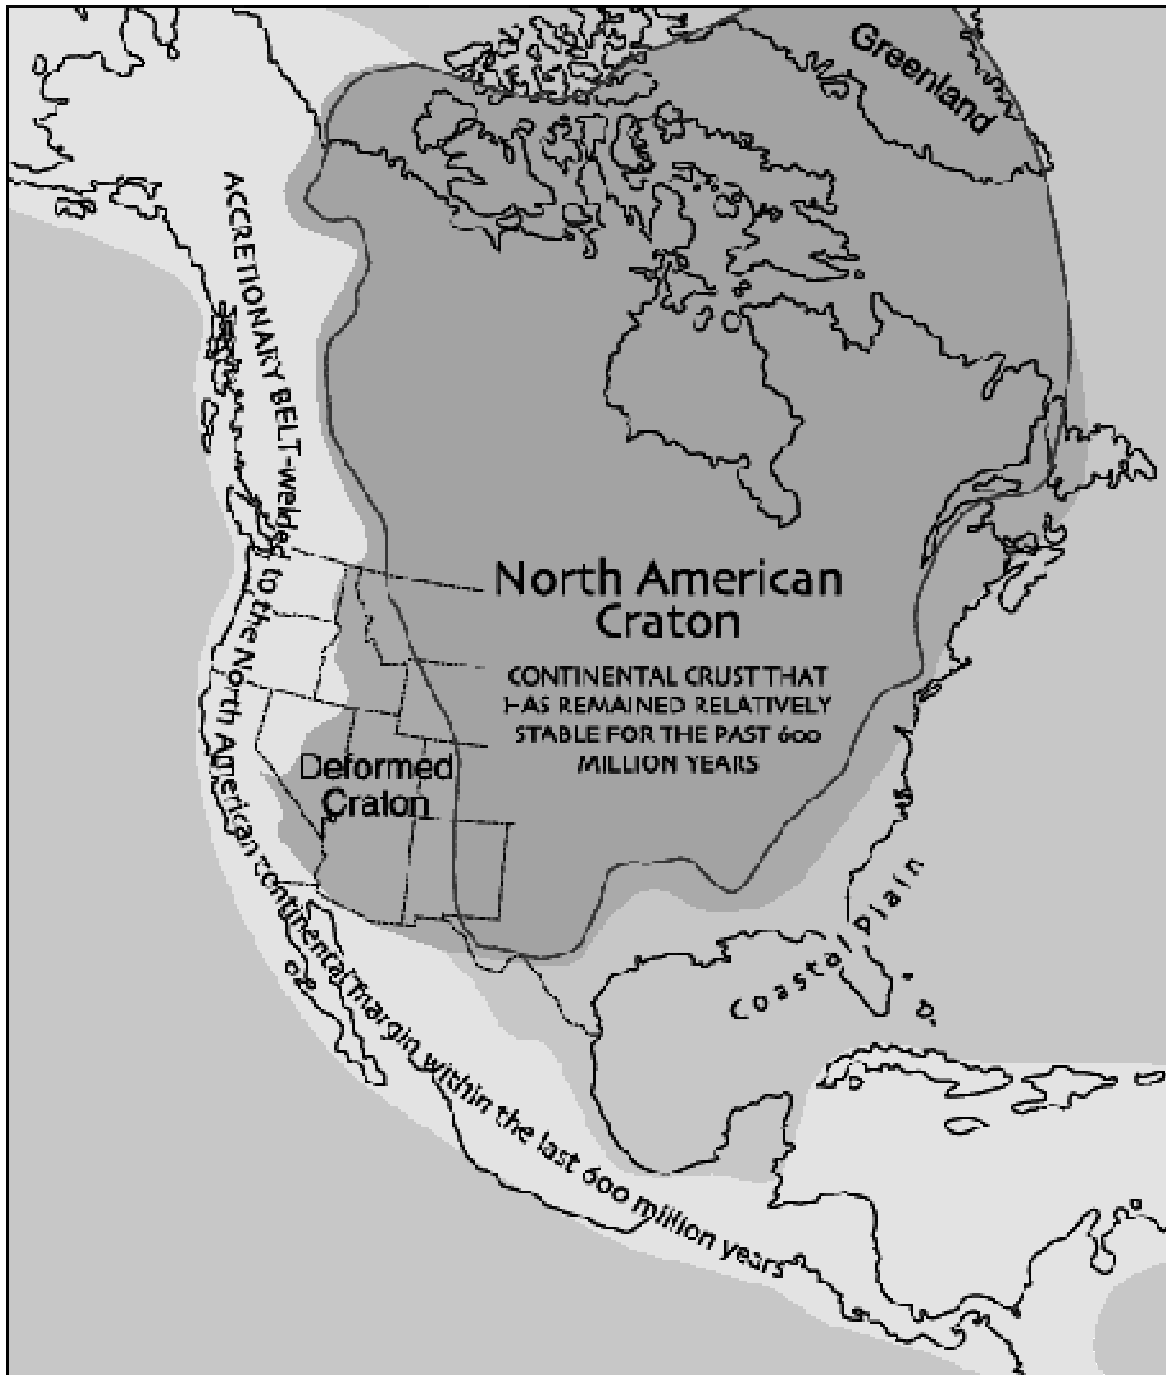 Greenland
ACCRETIONARY BELT-welded to the North American continental margin within the last 600 million years
North American
Craton
CONTINENTAL CRUST THAT
HAS REMAINED RELATIVELY
STABLE FOR THE PAST 600
MILLION YEARS
Deformed
Craton
Coastal Plain